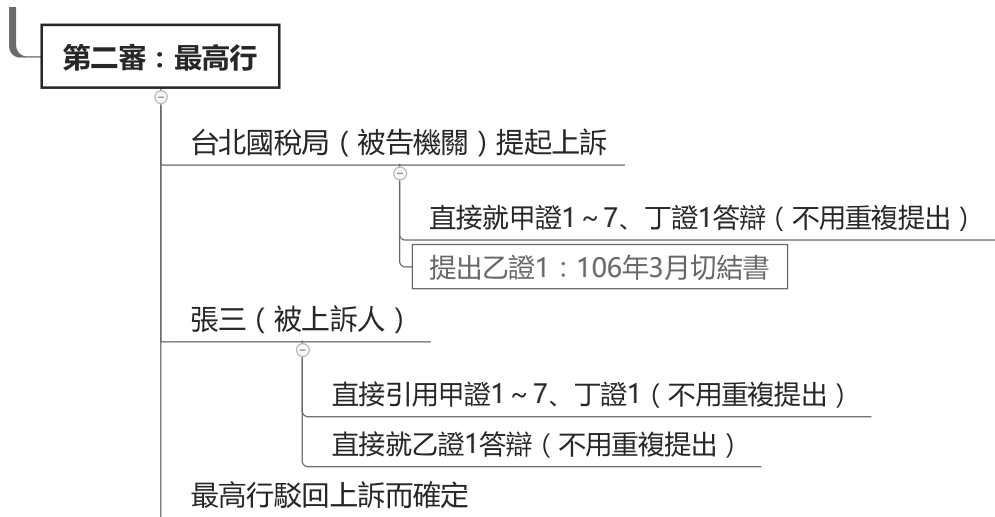 第二審：最高行
台北國稅局（被告機關）提起上訴
直接就甲證1～7、丁證1答辯（不用重複提出）
提出乙證1：106年3月切結書
張三（被上訴人）
直接引用甲證1～7、丁證1（不用重複提出）
直接就乙證1答辯（不用重複提出）
最高行駁回上訴而確定